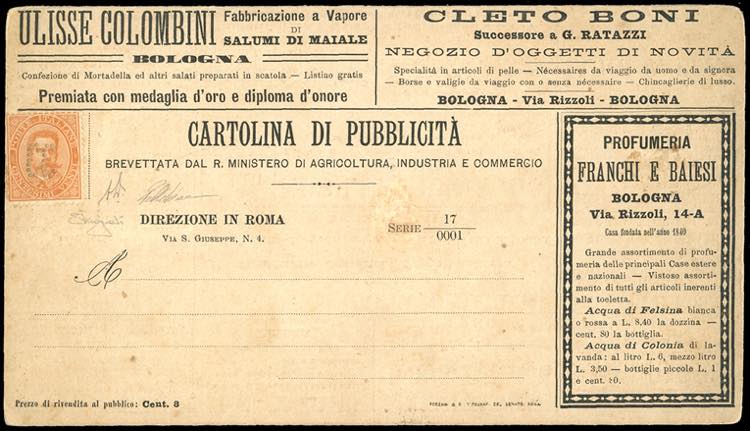 ULISSE COLOMBINI
Fabbricazione a Vapore
DI
SALUMI DI MAIALE
BOLOGNA
Confezione di Mortadella ed altri salati preparati in scatola — Listino gratis
Premiata con medaglia d'oro e diploma d'onore
CLETO BONI
Successore a G. RATAZZI
NEGOZIO D'OGGETTI DI NOVITÀ
Specialità in articoli di pelle — Nécessaires da viaggio da uomo e da signora
— Borse e valigie da viaggio con o senza nécessaire — Chincaglierie di lusso.
BOLOGNA - Via Rizzoli - BOLOGNA
POSTE ITALIANE
CARTOLINA DI PUBBLICITÀ
BREVETTATA DAL R. MINISTERO DI AGRICOLTURA, INDUSTRIA E COMMERCIO
DIREZIONE IN ROMA
VIA S. GIUSEPPE, N. 4.
SERIE 17
0001
A
Prezzo di rivendita al pubblico: Cent. 8
PROFUMERIA
FRANCHI E BAIESI
BOLOGNA
Via Rizzoli, 14-A
Casa fondata nell'anno 1840
Grande assortimento di profu-
meria delle principali Case estere
e nazionali — Vistoso assorti-
mento di tutti gli articoli inerenti
alla toeletta.
Acqua di Felsina bianca
o rossa a L. 8,40 la dozzina —
cent. 80 la bottiglia.
Acqua di Colonia di la-
vanda: al litro L. 6, mezzo litro
L. 3,50 — bottiglie piccole L. 1
e cent. 80.